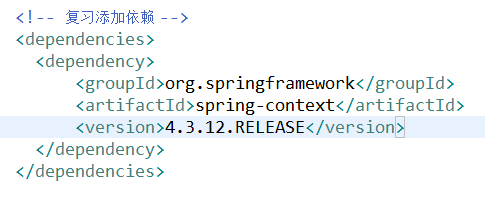 <!-- 复习添加依赖 -->
<dependencies>
<dependency>
<groupId>org.springframework</groupId>
<artifactId>spring-context</artifactId>
<version>4.3.12.RELEASE</version>
</dependency>
</dependencies>